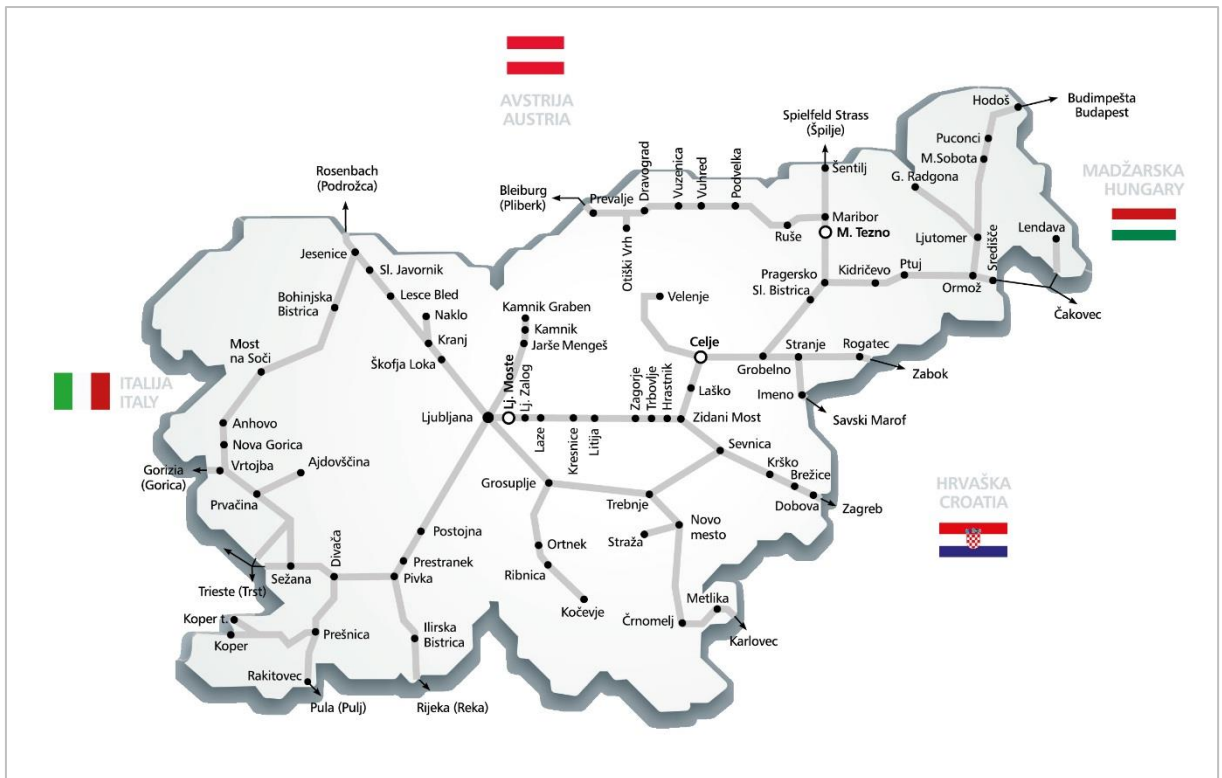 AVSTRIJA
AUSTRIA
Hodoš
Budimpešta
Budapest
Spielfeld Strass
(Špilje)
Puconci
M.Sobota
G. Radgona
MADŽARSKA
HUNGARY
Rosenbach
(Podrožca)
Bleiburg
(Pliberk)
Prevalje
Dravograd
Vuzenica
Vuhred
Podvelka
Šentilj
Maribor
Ruše
M. Tezno
Ljutomer
Središče
Lendava
Otiški Vrh
Jesenice
Sl. Javornik
Lesce Bled
Bohinjska
Bistrica
Naklo
Kranj
Škofja Loka
Kamnik Graben
Kamnik
Jarše Mengeš
Velenje
Pragersko
Sl. Bistrica
Kidričevo
Ptuj
Ormož
Čakovec
Most
na Soči
Celje
Grobelno
Stranje
Rogatec
Zabok
Imeno
Savski Marof
ITALIJA
ITALY
Laško
Ljubljana
Lj. Moste
Lj. Zalog
Laze
Kresnice
Litija
Zagorje
Trbovlje
Hrastnik
Zidani Most
Anhovo
Nova Gorica
Vrtojba
Gorizia
(Gorica)
Ajdovščina
Prvačina
Sevnica
Krško
Brežice
Dobova
Zagreb
HRVAŠKA
CROATIA
Grosuplje
Trebnje
Novo
mesto
Straža
Postojna
Prestranek
Pivka
Divača
Sežana
Trieste (Trst)
Ortnek
Ribnica
Kočevje
Metlika
Črnomelj
Karlovec
Koper t.
Koper
Prešnica
Ilirska
Bistrica
Rakitovec
Pula (Pulj)
Rijeka (Reka)